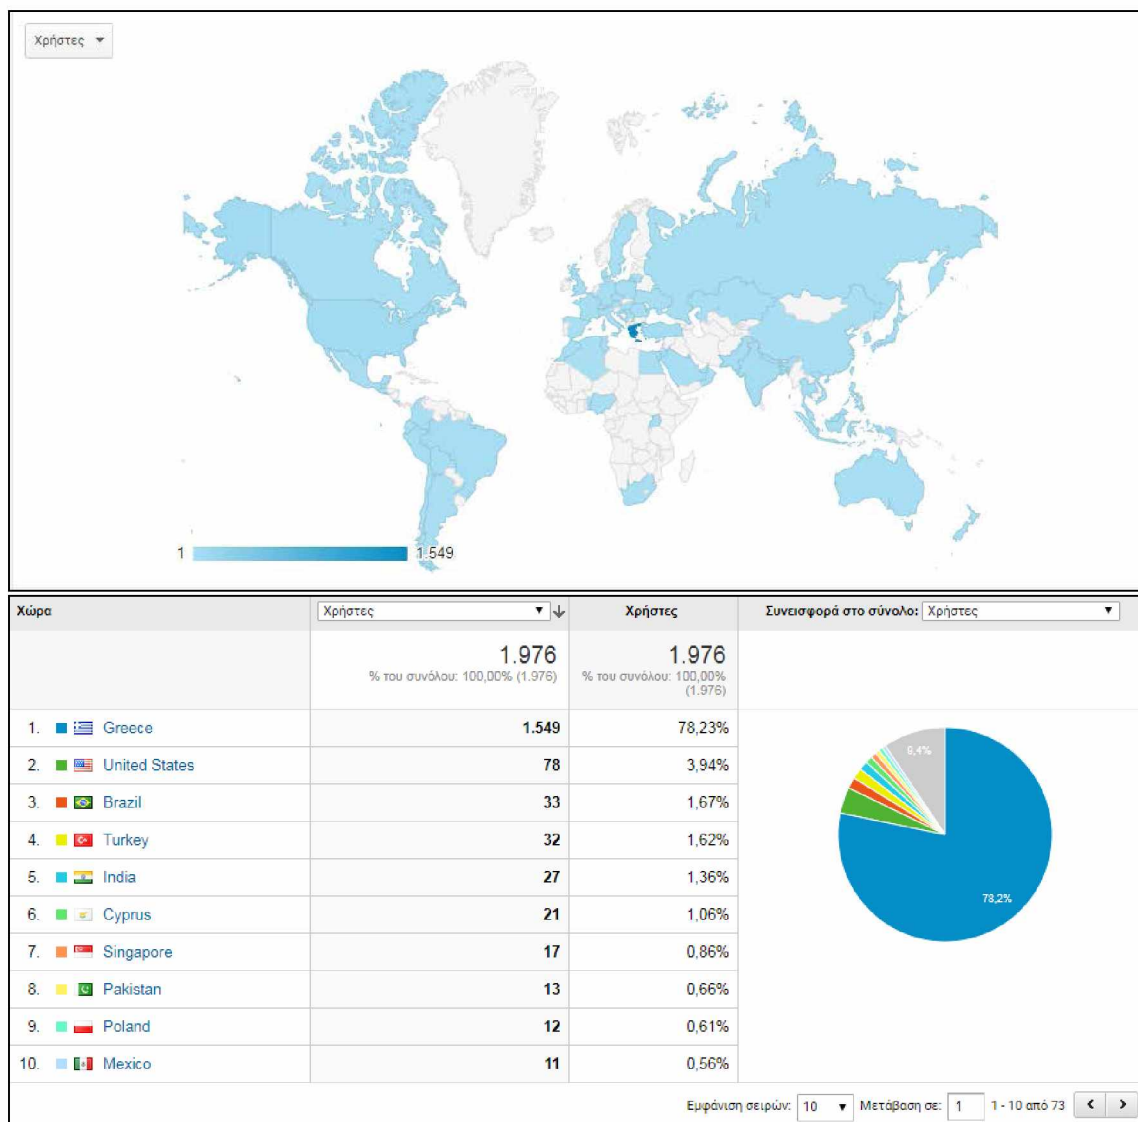 Χρήστες
1 1.549
Χώρα Χρήστες Χρήστες Συνεισφορά στο σύνολο: Χρήστες
1.976 1.976
% του συνόλου: 100,00% (1.976) % του συνόλου: 100,00%
(1.976)
1. Greece 1.549 78,23%
2. United States 78 3,94%
3. Brazil 33 1,67%
4. Turkey 32 1,62%
5. India 27 1,36%
6. Cyprus 21 1,06%
7. Singapore 17 0,86%
8. Pakistan 13 0,66%
9. Poland 12 0,61%
10. Mexico 11 0,56%
9,4%
78,2%
Εμφάνιση σειρών: 10 Μετάβαση σε: 1 1 - 10 από 73